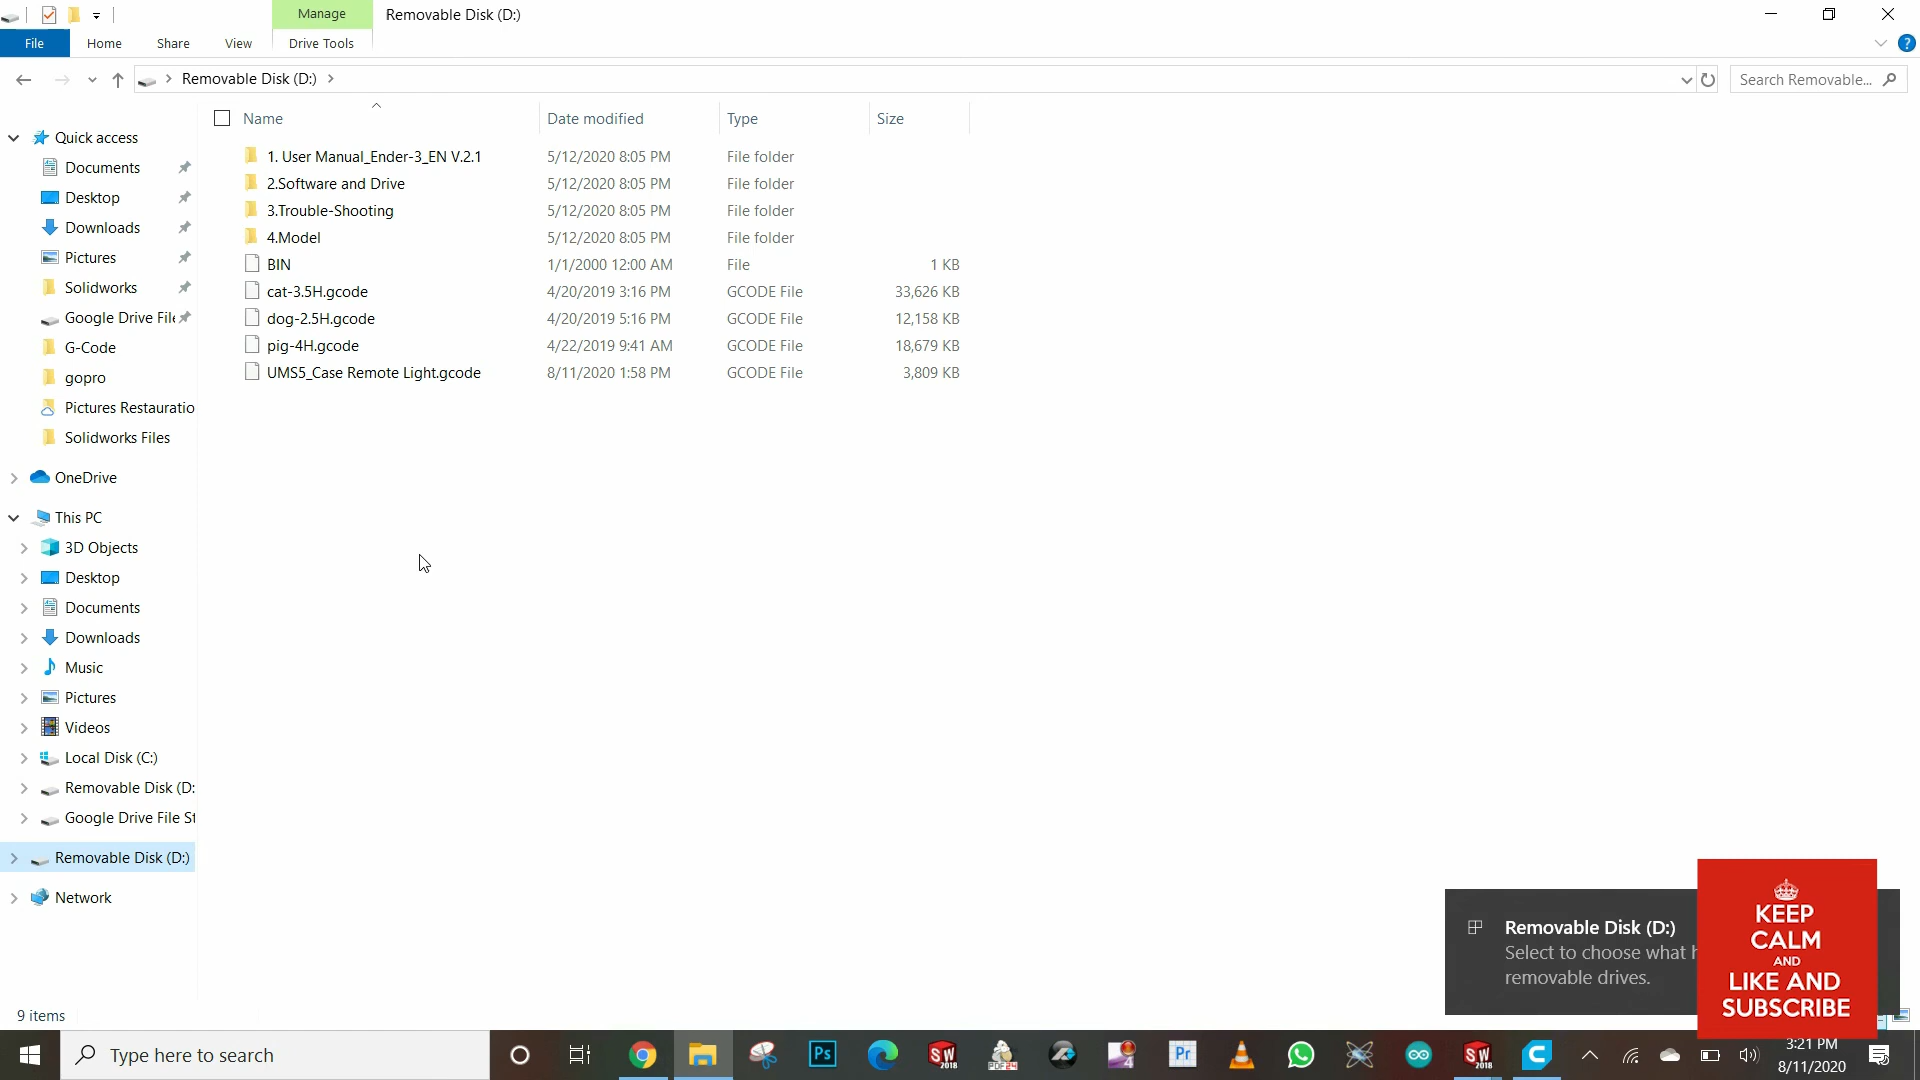 Manage
Removable Disk (D:)
File
Home
Share
View
Drive Tools
?
Removable Disk (D:)
Search Removable...
Name
Date modified
Type
Size
1. User Manual_Ender-3_EN V.2.1 5/12/2020 8:05 PM File folder
2.Software and Drive 5/12/2020 8:05 PM File folder
3.Trouble-Shooting 5/12/2020 8:05 PM File folder
4.Model 5/12/2020 8:05 PM File folder
BIN 1/1/2000 12:00 AM File 1 KB
cat-3.5H.gcode 4/20/2019 3:16 PM GCODE File 33,626 KB
dog-2.5H.gcode 4/20/2019 5:16 PM GCODE File 12,158 KB
pig-4H.gcode 4/22/2019 9:41 AM GCODE File 18,679 KB
UMS5_Case Remote Light.gcode 8/11/2020 1:58 PM GCODE File 3,809 KB
Quick access
Documents
Desktop
Downloads
Pictures
Solidworks
Google Drive File
G-Code
gopro
Pictures Restauratio
Solidworks Files
OneDrive
This PC
3D Objects
Desktop
Documents
Downloads
Music
Pictures
Videos
Local Disk (C:)
Removable Disk (D:
Google Drive File St
Removable Disk (D:)
Network
9 items
Removable Disk (D:)
Select to choose what h
removable drives.
KEEP
CALM
AND
LIKE AND
SUBSCRIBE
Type here to search
Ps
SW
2018
PDF24
4
Pr
SW
2018
3:21 PM
8/11/2020